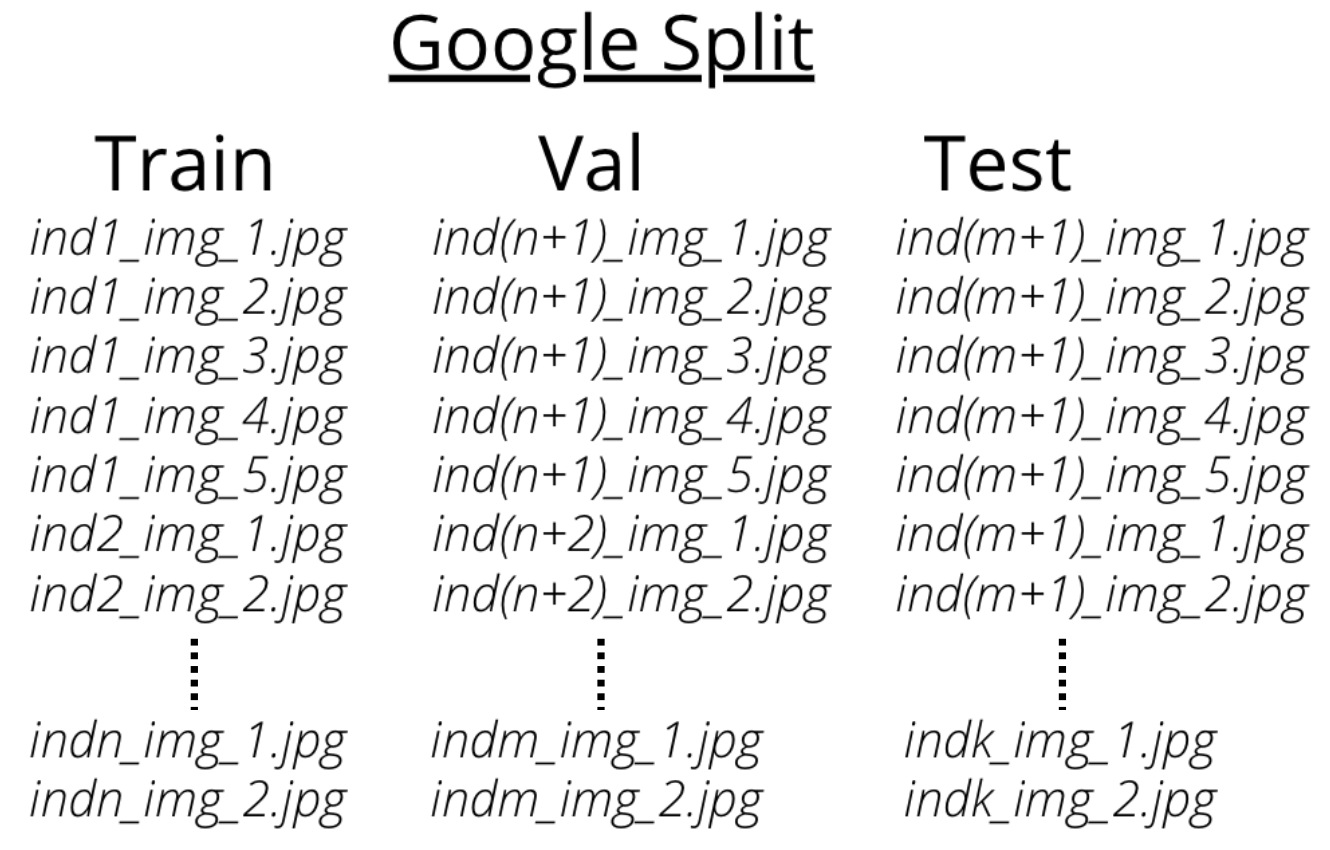 Google Split
Train
ind1_img_1.jpg
ind1_img_2.jpg
ind1_img_3.jpg
ind1_img_4.jpg
ind1_img_5.jpg
ind2_img_1.jpg
ind2_img_2.jpg
indn_img_1.jpg
indn_img_2.jpg
Val
ind(n+1)_img_1.jpg
ind(n+1)_img_2.jpg
ind(n+1)_img_3.jpg
ind(n+1)_img_4.jpg
ind(n+1)_img_5.jpg
ind(n+2)_img_1.jpg
ind(n+2)_img_2.jpg
indm_img_1.jpg
indm_img_2.jpg
Test
ind(m+1)_img_1.jpg
ind(m+1)_img_2.jpg
ind(m+1)_img_3.jpg
ind(m+1)_img_4.jpg
ind(m+1)_img_5.jpg
ind(m+1)_img_1.jpg
ind(m+1)_img_2.jpg
indk_img_1.jpg
indk_img_2.jpg